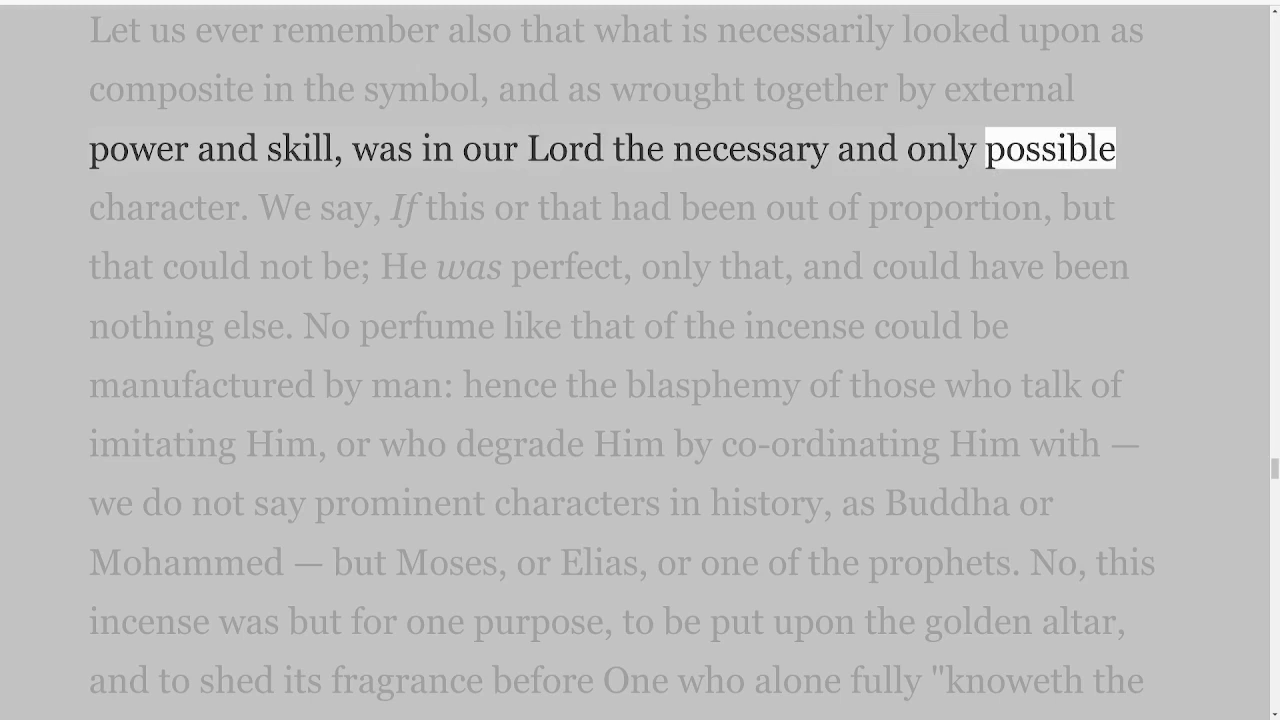 Let us ever remember also that what is necessarily looked upon as
composite in the symbol, and as wrought together by external
power and skill, was in our Lord the necessary and only possible
character. We say, If this or that had been out of proportion, but
that could not be; He was perfect, only that, and could have been
nothing else. No perfume like that of the incense could be
manufactured by man: hence the blasphemy of those who talk of
imitating Him, or who degrade Him by co-ordinating Him with —
we do not say prominent characters in history, as Buddha or
Mohammed — but Moses, or Elias, or one of the prophets. No, this
incense was but for one purpose, to be put upon the golden altar,
and to shed its fragrance before One who alone fully "knoweth the